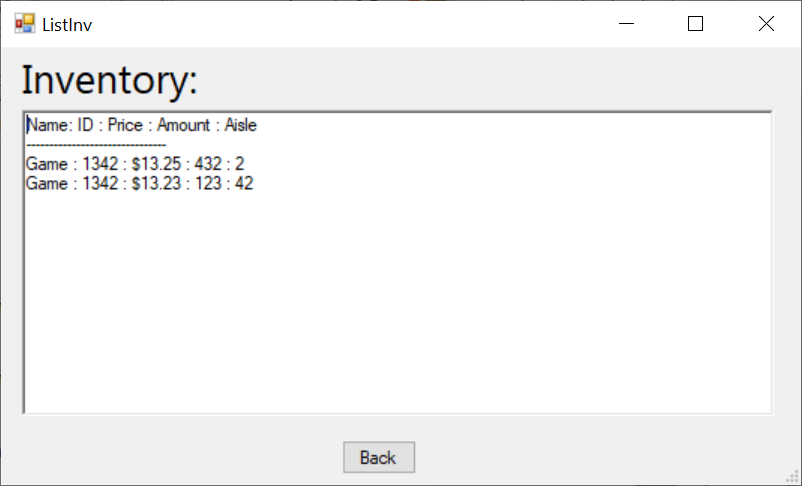 ListInv
Inventory:
Name: ID : Price : Amount : Aisle
-------------------------------
Game : 1342 : $13.25 : 432 : 2
Game : 1342 : $13.23 : 123 : 42
Back